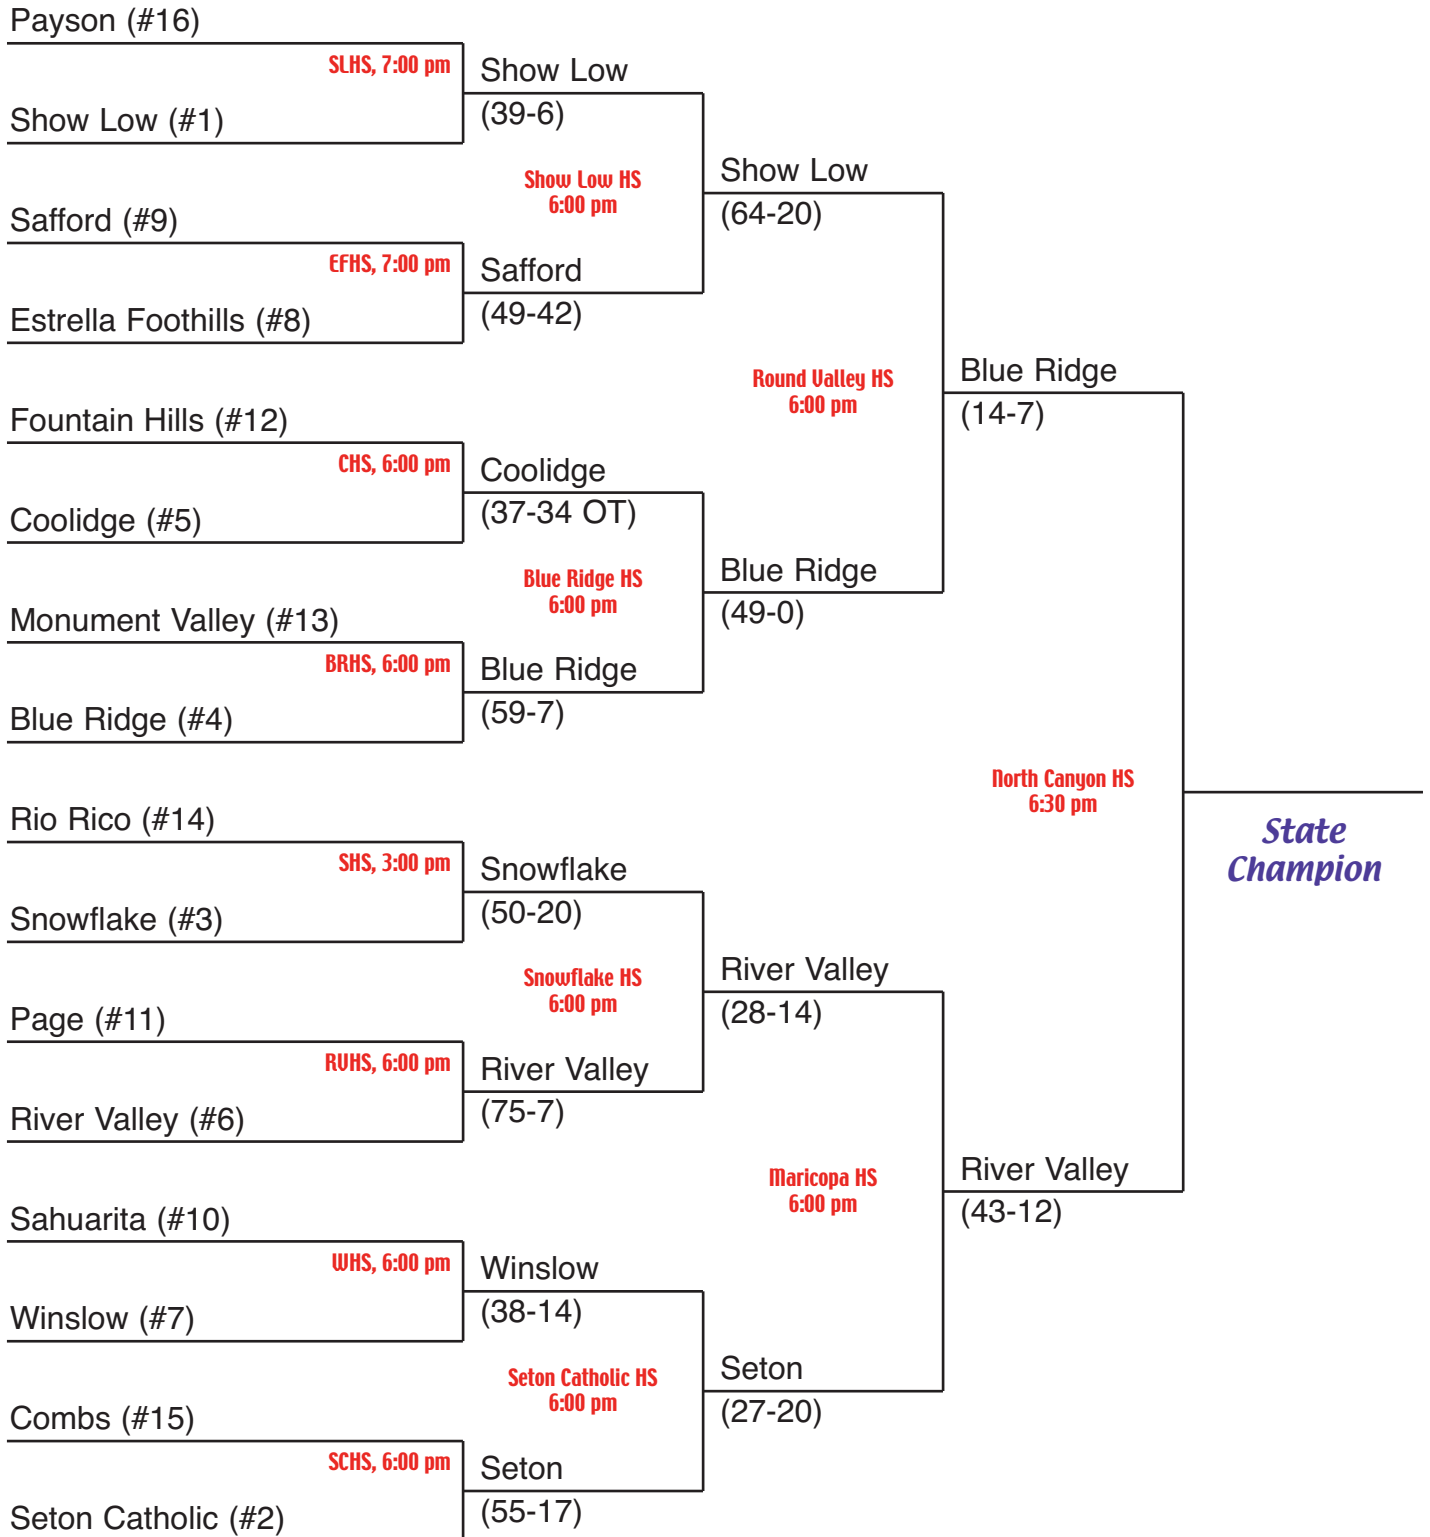 Payson (#16)
SLHS, 7:00 pm
Show Low (#1)
Show Low
(39-6)
Safford (#9)
EFHS, 7:00 pm
Estrella Foothills (#8)
Safford
(49-42)
Show Low HS
6:00 pm
Show Low
(64-20)
Fountain Hills (#12)
CHS, 6:00 pm
Coolidge (#5)
Coolidge
(37-34 OT)
Monument Valley (#13)
BRHS, 6:00 pm
Blue Ridge (#4)
Blue Ridge
(59-7)
Blue Ridge HS
6:00 pm
Blue Ridge
(49-0)
Round Valley HS
6:00 pm
Blue Ridge
(14-7)
Rio Rico (#14)
SHS, 3:00 pm
Snowflake (#3)
Snowflake
(50-20)
Page (#11)
RVHS, 6:00 pm
River Valley (#6)
River Valley
(75-7)
Snowflake HS
6:00 pm
River Valley
(28-14)
Sahuarita (#10)
WHS, 6:00 pm
Winslow (#7)
Winslow
(38-14)
Combs (#15)
SCHS, 6:00 pm
Seton Catholic (#2)
Seton
(55-17)
Seton Catholic HS
6:00 pm
Seton
(27-20)
Maricopa HS
6:00 pm
River Valley
(43-12)
North Canyon HS
6:30 pm
State
Champion